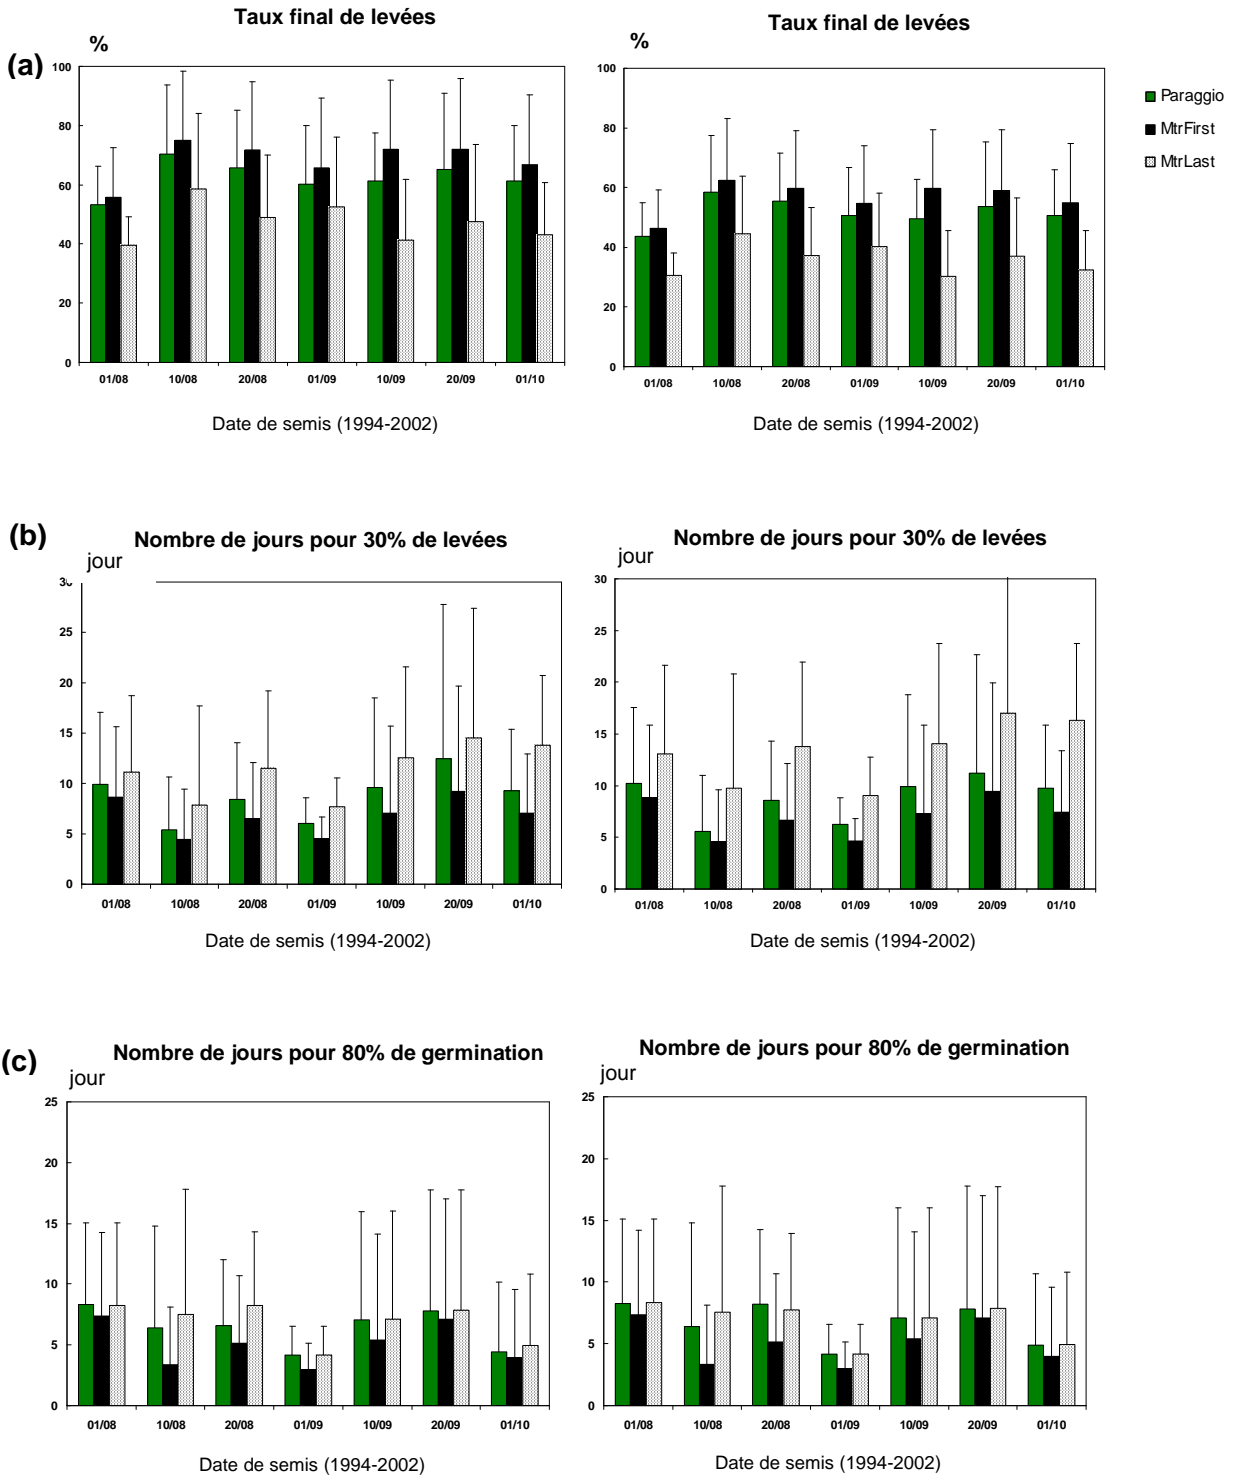 Taux final de levées
Taux final de levées
%
%
(a)
100
80
60
40
20
0
01/08 10/08 20/08 01/09 10/09 20/09 01/10
Date de semis (1994-2002)
100
80
60
40
20
0
01/08 10/08 20/08 01/09 10/09 20/09 01/10
Date de semis (1994-2002)
Paraggio
MtrFirst
MtrLast
(b)
Nombre de jours pour 30% de levées
jour
30
25
20
15
10
5
0
01/08 10/08 20/08 01/09 10/09 20/09 01/10
Date de semis (1994-2002)
Nombre de jours pour 30% de levées
jour
30
25
20
15
10
5
0
01/08 10/08 20/08 01/09 10/09 20/09 01/10
Date de semis (1994-2002)
(c)
Nombre de jours pour 80% de germination
jour
25
20
15
10
5
0
01/08 10/08 20/08 01/09 10/09 20/09 01/10
Date de semis (1994-2002)
Nombre de jours pour 80% de germination
jour
25
20
15
10
5
0
01/08 10/08 20/08 01/09 10/09 20/09 01/10
Date de semis (1994-2002)